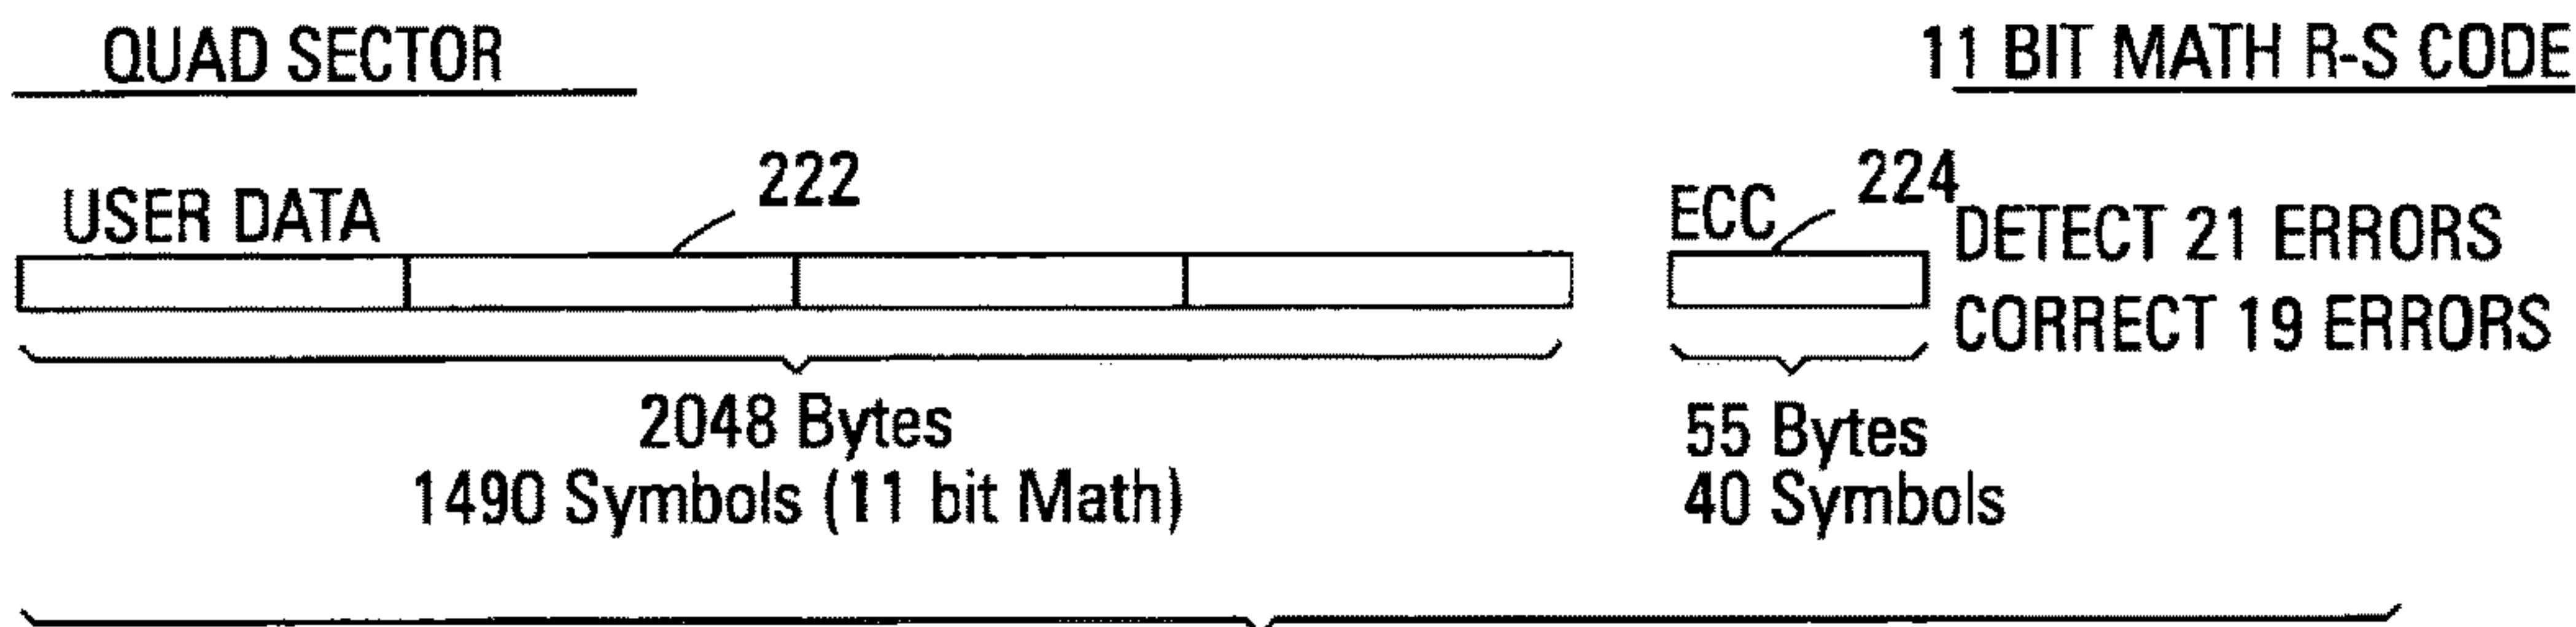 QUAD SECTOR
11 BIT MATH R-S CODE
USER DATA
222
ECC
224
DETECT 21 ERRORS
CORRECT 19 ERRORS
2048 Bytes
1490 Symbols (11 bit Math)
55 Bytes
40 Symbols